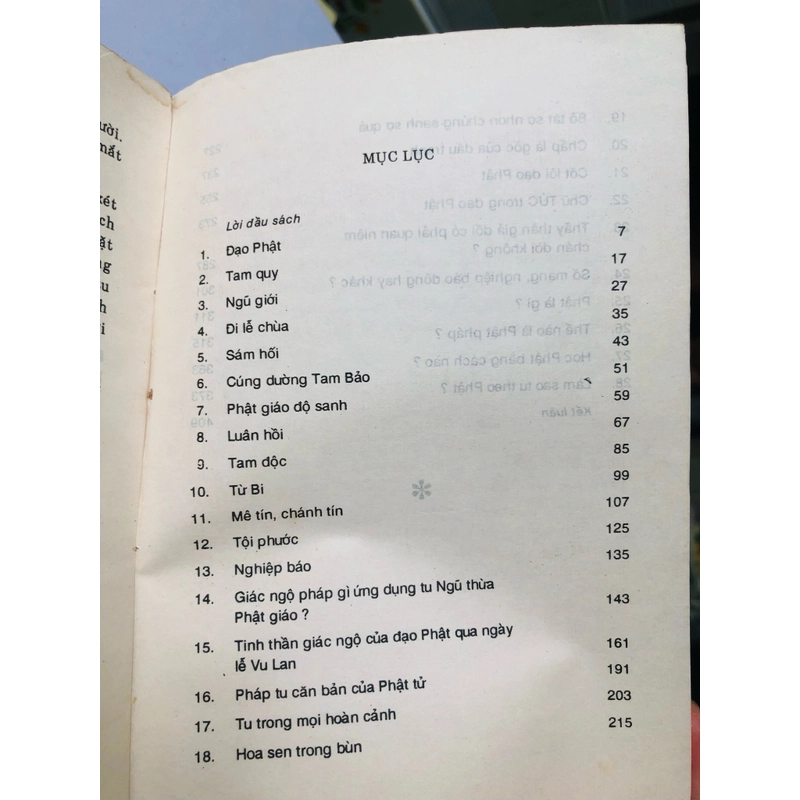 ười.
mắt
ch
ặt
ng
u
h
i
MỤC LỤC
Lời đầu sách
1. Đạo Phật 7
2. Tam quy 17
3. Ngũ giới 27
4. Đi lễ chùa 35
5. Sám hối 43
6. Cúng dường Tam Bảo 51
7. Phật giáo độ sanh 59
8. Luân hồi 67
9. Tam độc 85
10. Từ Bi 99
11. Mê tín, chánh tín 107
12. Tội phước 125
13. Nghiệp báo 135
14. Giác ngộ pháp gì ứng dụng tu Ngũ thừa
Phật giáo ? 143
15. Tinh thần giác ngộ của đạo Phật qua ngày
lễ Vu Lan 161
16. Pháp tu căn bản của Phật tử 191
17. Tu trong mọi hoàn cảnh 203
18. Hoa sen trong bùn 215